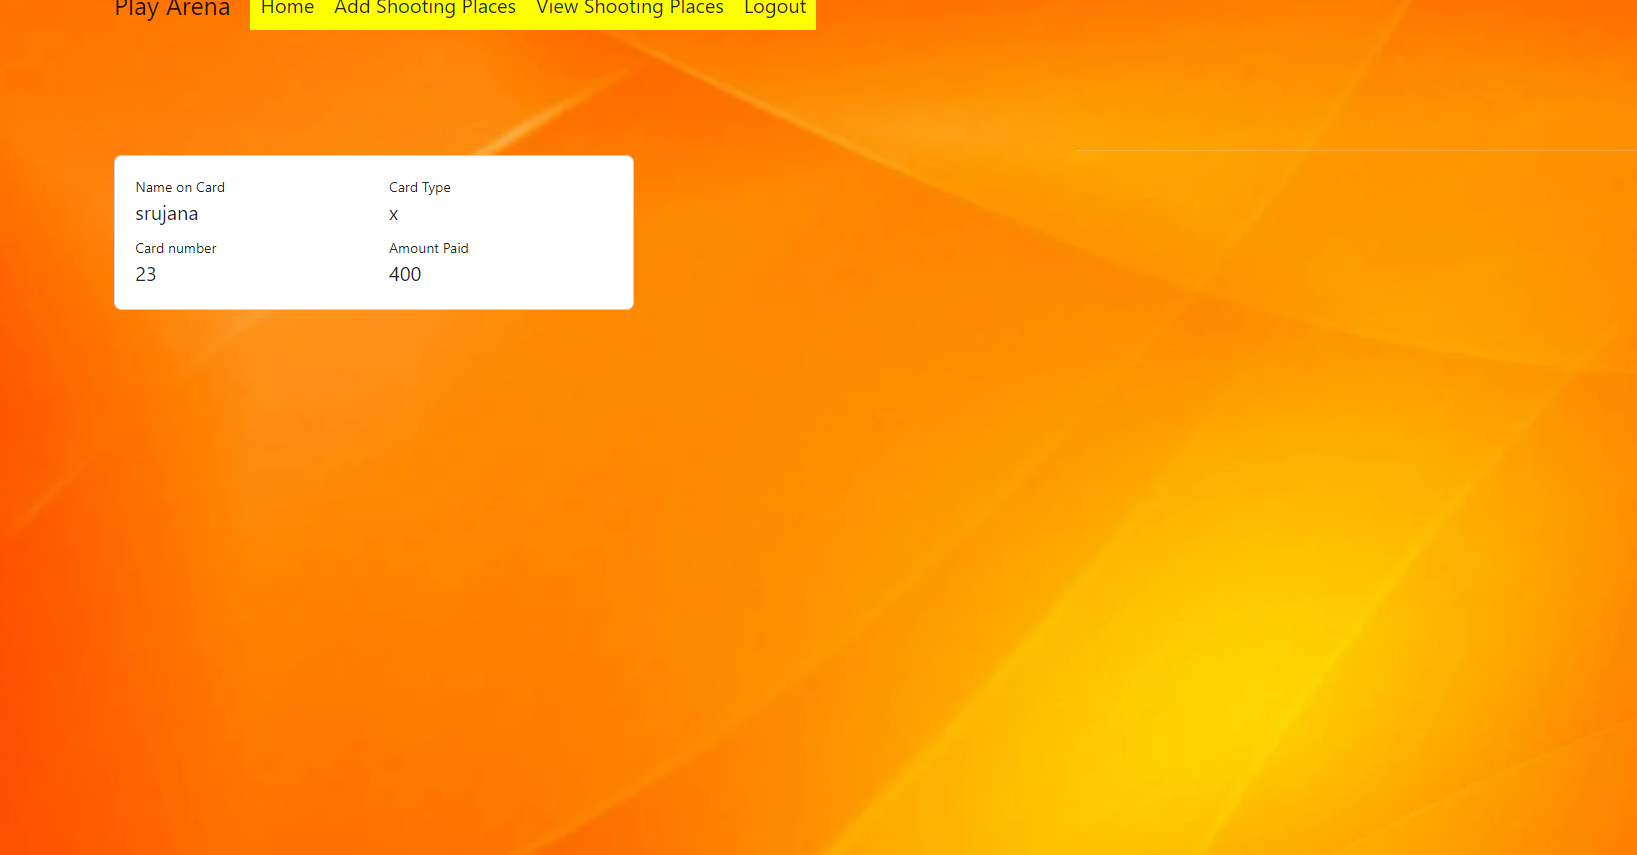 Play Arena Home Add Shooting Places View Shooting Places Logout
Name on Card Card Type
srujana x
Card number Amount Paid
23 400